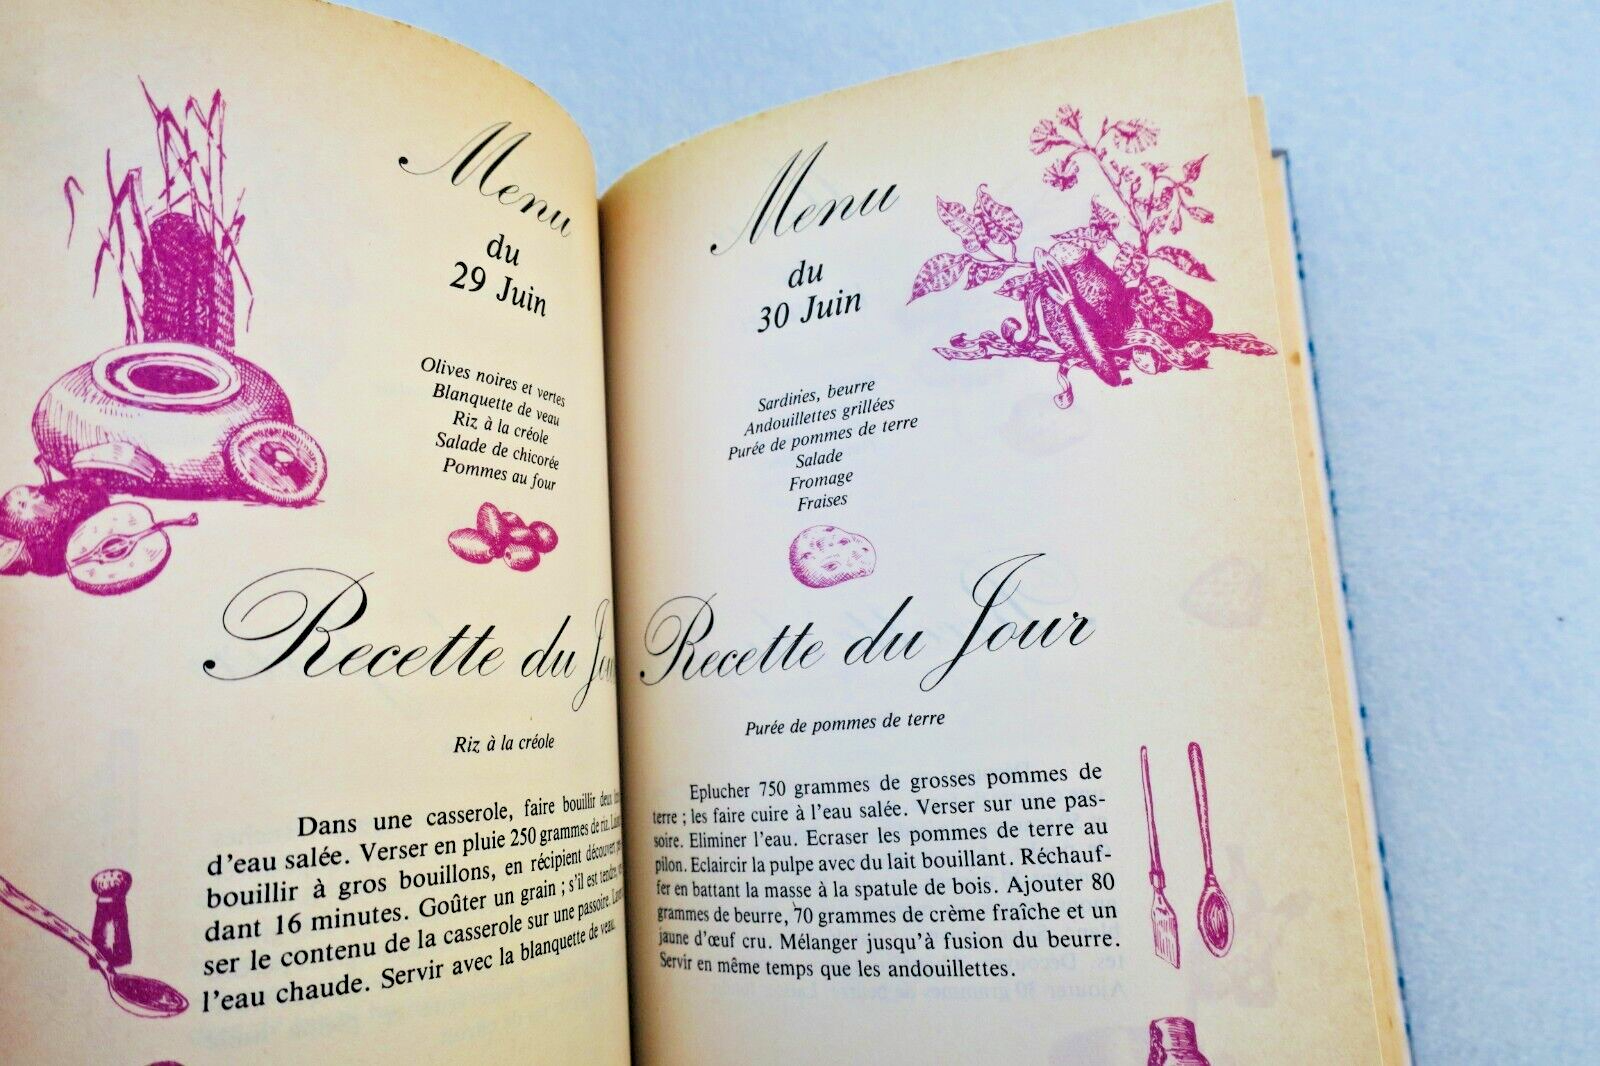 Menu
du
29 Juin
Olives noires et vertes
Blanquette de veau
Riz à la créole
Salade de chicorée
Pommes au four
Recette du Jour
Riz à la créole
Dans une casserole, faire bouillir deux
d'eau salée. Verser en pluie 250 grammes de riz.
bouillir à gros bouillons, en récipient découvert,
dant 16 minutes. Goûter un grain ; s'il est tendre,
ser le contenu de la casserole sur une passoire.
l'eau chaude. Servir avec la blanquette de veau.
Menu
du
30 Juin
Sardines, beurre
Andouillettes grillées
Purée de pommes de terre
Salade
Fromage
Fraises
Recette du Jour
Purée de pommes de terre
Eplucher 750 grammes de grosses pommes de
terre ; les faire cuire à l'eau salée. Verser sur une pas-
soire. Eliminer l'eau. Ecraser les pommes de terre au
pilon. Eclaircir la pulpe avec du lait bouillant. Réchauf-
fer en battant la masse à la spatule de bois. Ajouter 80
grammes de beurre, 70 grammes de crème fraîche et un
jaune d'œuf cru. Mélanger jusqu'à fusion du beurre.
Servir en même temps que les andouillettes.